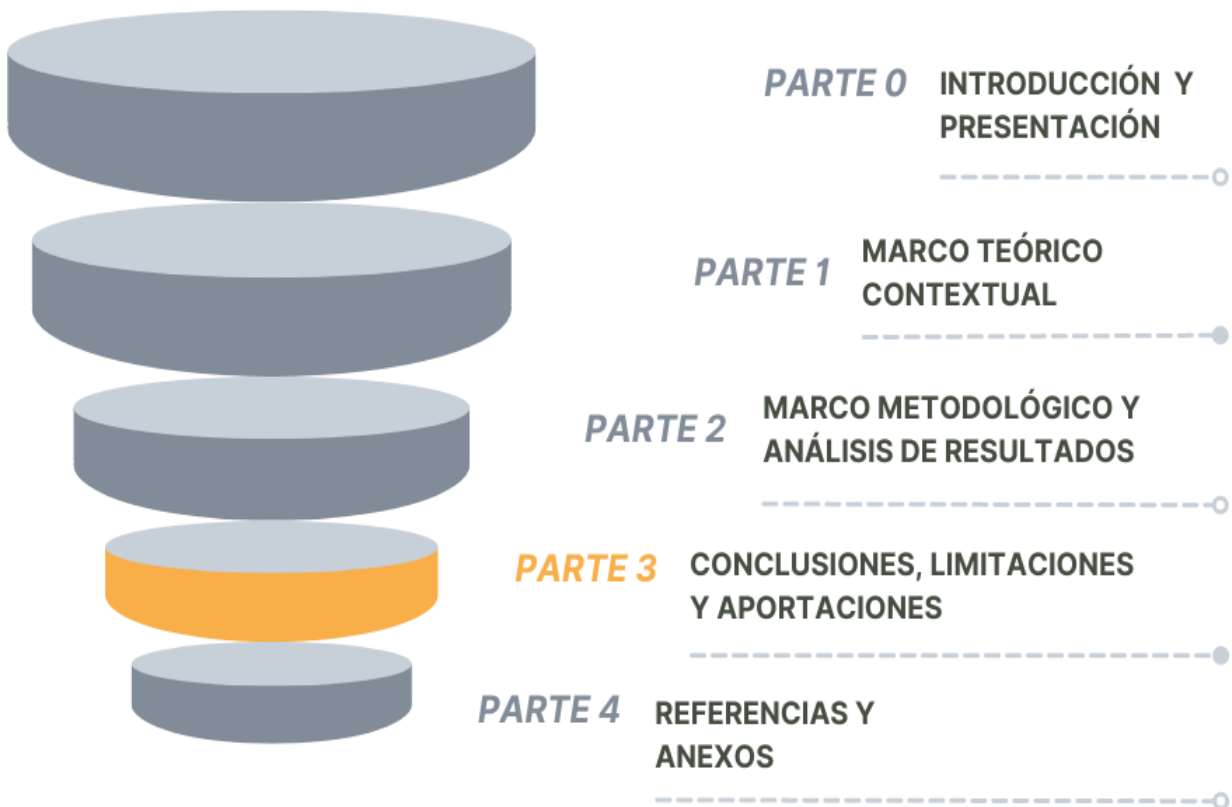 PARTE 0
INTRODUCCIÓN Y
PRESENTACIÓN
PARTE 1
MARCO TEÓRICO
CONTEXTUAL
PARTE 2
MARCO METODOLÓGICO Y
ANÁLISIS DE RESULTADOS
PARTE 3
CONCLUSIONES, LIMITACIONES
Y APORTACIONES
PARTE 4
REFERENCIAS Y
ANEXOS